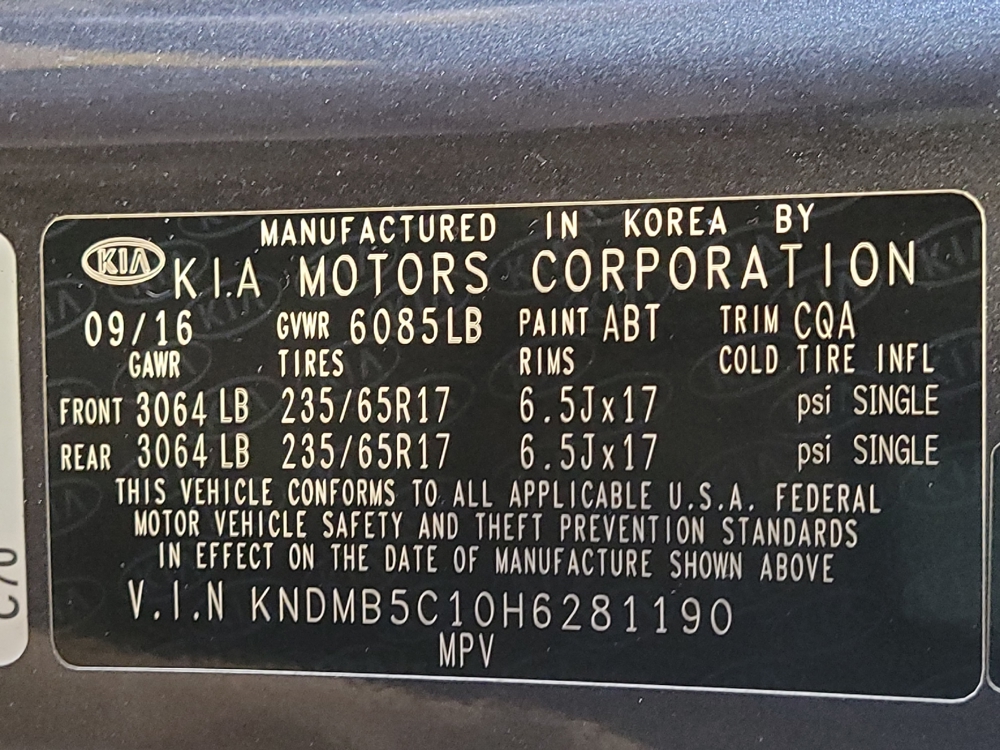 MANUFACTURED IN KOREA BY
KIA KI.A MOTORS CORPORATION
09/16 GVWR 6085LB PAINT ABT TRIM CQA
GAWR TIRES RIMS COLD TIRE INFL
FRONT 3064 LB 235/65R17 6.5Jx17 psi SINGLE
REAR 3064 LB 235/65R17 6.5Jx17 psi SINGLE
THIS VEHICLE CONFORMS TO ALL APPLICABLE U.S.A. FEDERAL
MOTOR VEHICLE SAFETY AND THEFT PREVENTION STANDARDS
IN EFFECT ON THE DATE OF MANUFACTURE SHOWN ABOVE
V.I.N KNDMB5C10H6281190
MPV